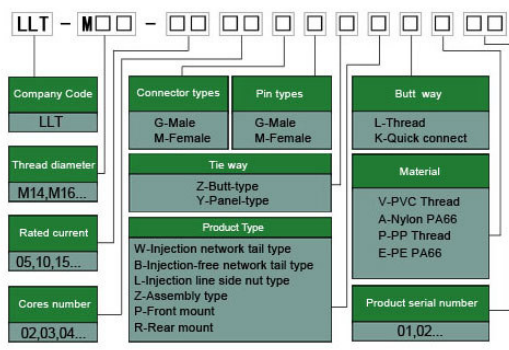 LLT - M□□ - □□ □□ □ □ □ □ □ □ □□
Company Code
LLT
Thread diameter
M14,M16...
Rated current
05,10,15...
Cores number
02,03,04...
Connector types
G-Male
M-Female
Pin types
G-Male
M-Female
Tie way
Z-Butt-type
Y-Panel-type
Product Type
W-Injection network tail type
B-Injection-free network tail type
L-Injection line side nut type
Z-Assembly type
P-Front mount
R-Rear mount
Butt way
L-Thread
K-Quick connect
Material
V-PVC Thread
A-Nylon PA66
P-PP Thread
E-PE PA66
Product serial number
01,02...